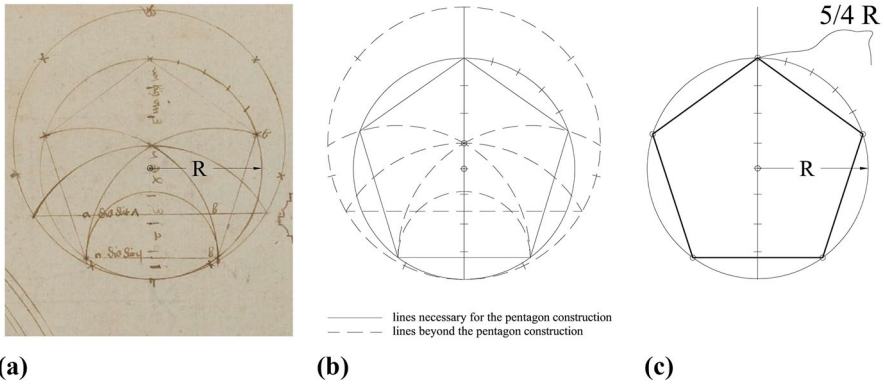 R
5/4 R
R
lines necessary for the pentagon construction
lines beyond the pentagon construction
(a)
(b)
(c)